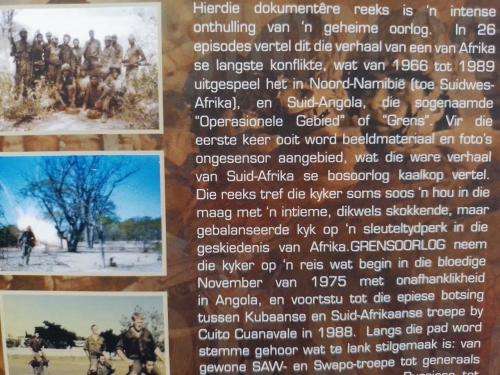 Hierdie dokumentêre reeks is 'n intense
onthulling van 'n geheime oorlog. In 26
episodes vertel dit die verhaal van een van Afrika
se langste konflikte, wat van 1966 tot 1989
uitgespeel het in Noord-Namibië (toe Suidwes-
Afrika), en Suid-Angola, die sogenaamde
"Operasionele Gebied" of "Grens". Vir die
eerste keer ooit word beeldmateriaal en foto's
ongesensor aangebied, wat die ware verhaal
van Suid-Afrika se bosoorlog kaalkop vertel.
Die reeks tref die kyker soms soos 'n hou in die
maag met 'n intieme, dikwels skokkende, maar
gebalanseerde kyk op 'n sleuteltydperk in die
geskiedenis van Afrika.GRENSOORLOG neem
die kyker op 'n reis wat begin in die bloedige
November van 1975 met onafhanklikheid
in Angola, en voortstu tot die epiese botsing
tussen Kubaanse en Suid-Afrikaanse troepe by
Cuito Cuanavale in 1988. Langs die pad word
stemme gehoor wat te lank stilgemaak is: van
gewone SAW- en Swapo-troepe tot generaals